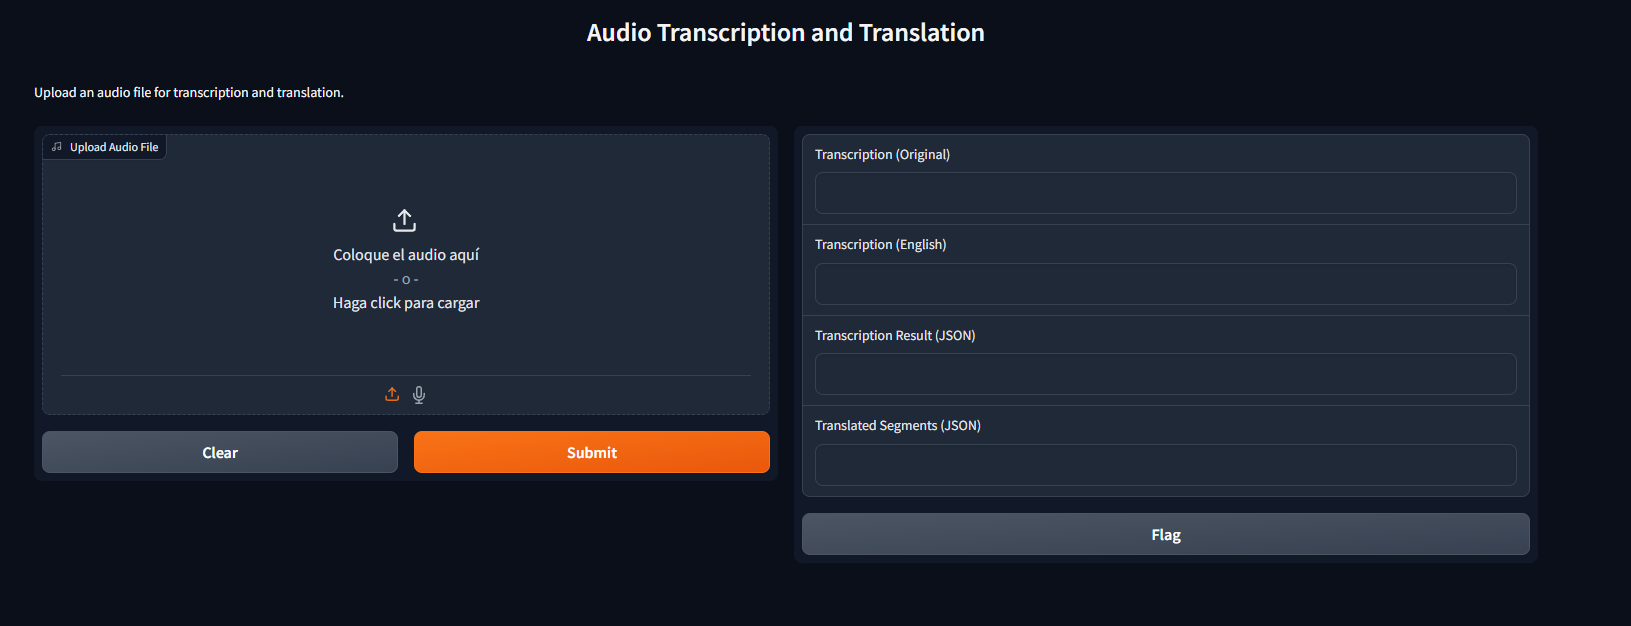 Audio Transcription and Translation
Upload an audio file for transcription and translation.
Upload Audio File
Coloque el audio aquí
- o -
Haga click para cargar
Clear
Submit
Transcription (Original)
Transcription (English)
Transcription Result (JSON)
Translated Segments (JSON)
Flag